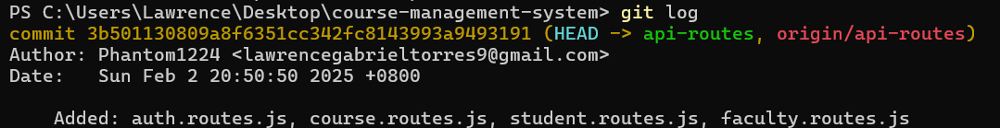 PS C:\Users\Lawrence\Desktop\course-management-system> git log
commit 3b501130809a8f6351cc342fc8143993a9493191 (HEAD -> api-routes, origin/api-routes)
Author: Phantom1224 <lawrencegabrieltorres9@gmail.com>
Date:   Sun Feb 2 20:50:50 2025 +0800
    Added: auth.routes.js, course.routes.js, student.routes.js, faculty.routes.js